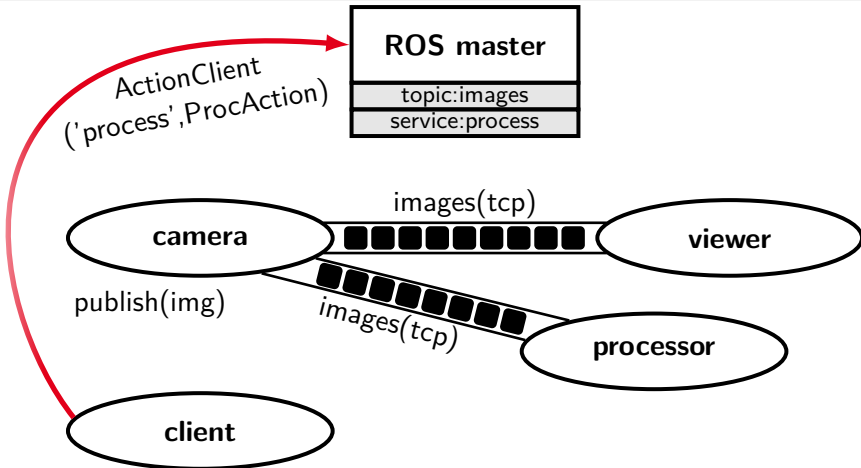 ROS master
topic:images
service:process
ActionClient
('process',ProcAction)
images(tcp)
camera
viewer
publish(img)
images(tcp)
processor
client